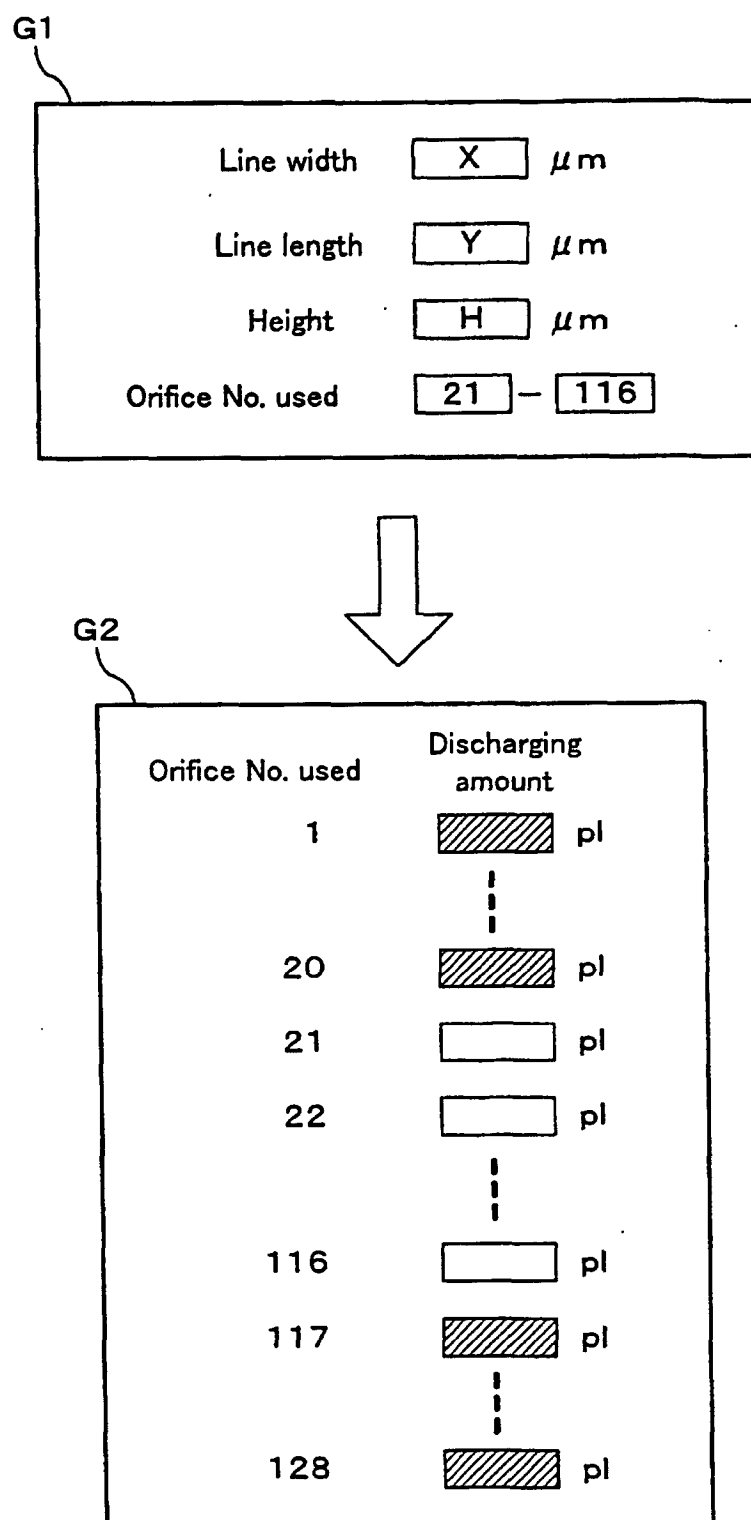 G1
Line width X μm
Line length Y μm
Height H μm
Orifice No. used 21 - 116
G2
Orifice No. used Discharging amount
1 pl
20 pl
21 pl
22 pl
116 pl
117 pl
128 pl